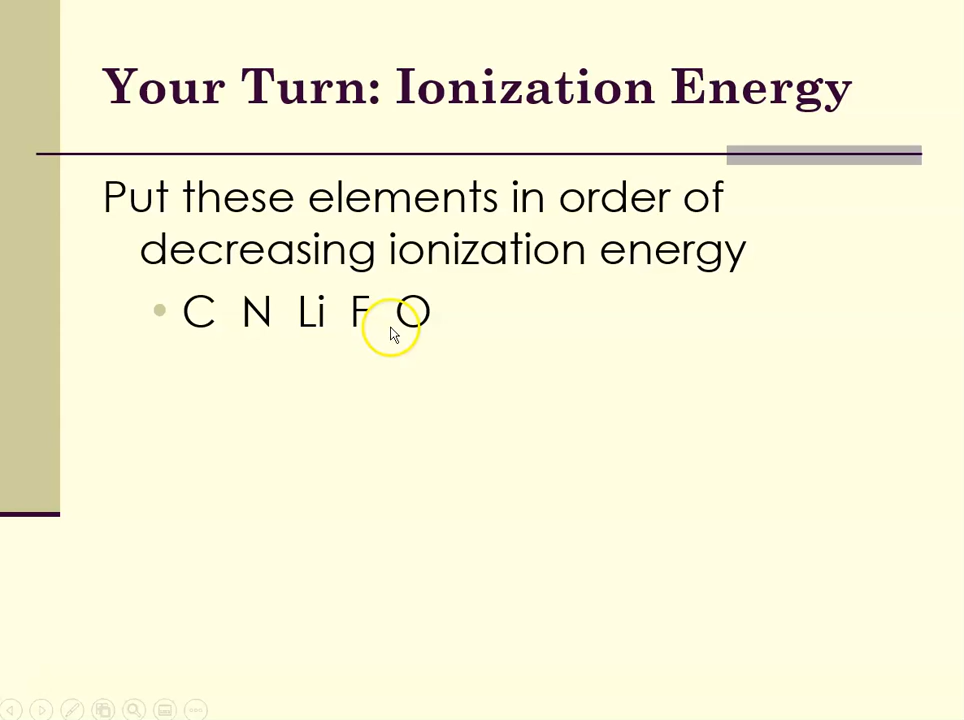 Your Turn: Ionization Energy
Put these elements in order of
decreasing ionization energy
• C N Li F O